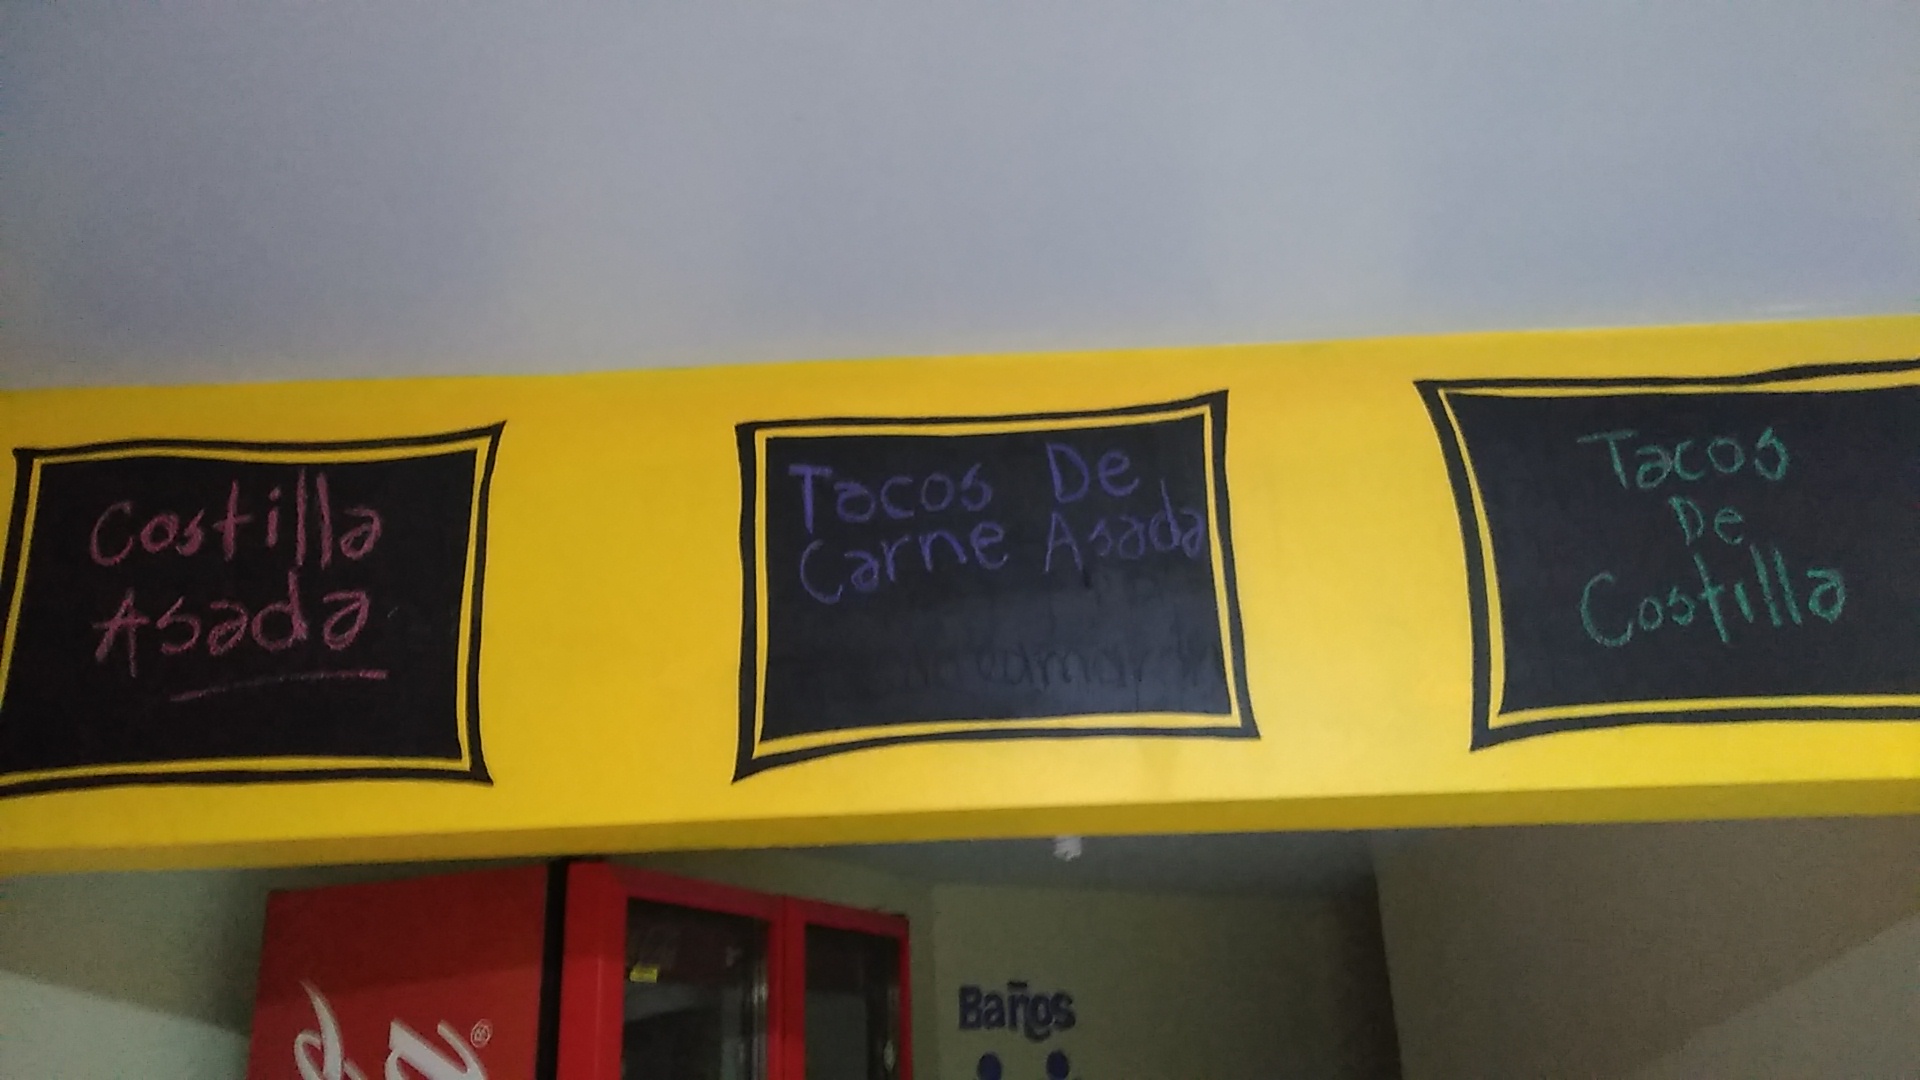 Costilla
Asada
Tacos De
Carne Asada
Tacos
De
Costilla
Baños